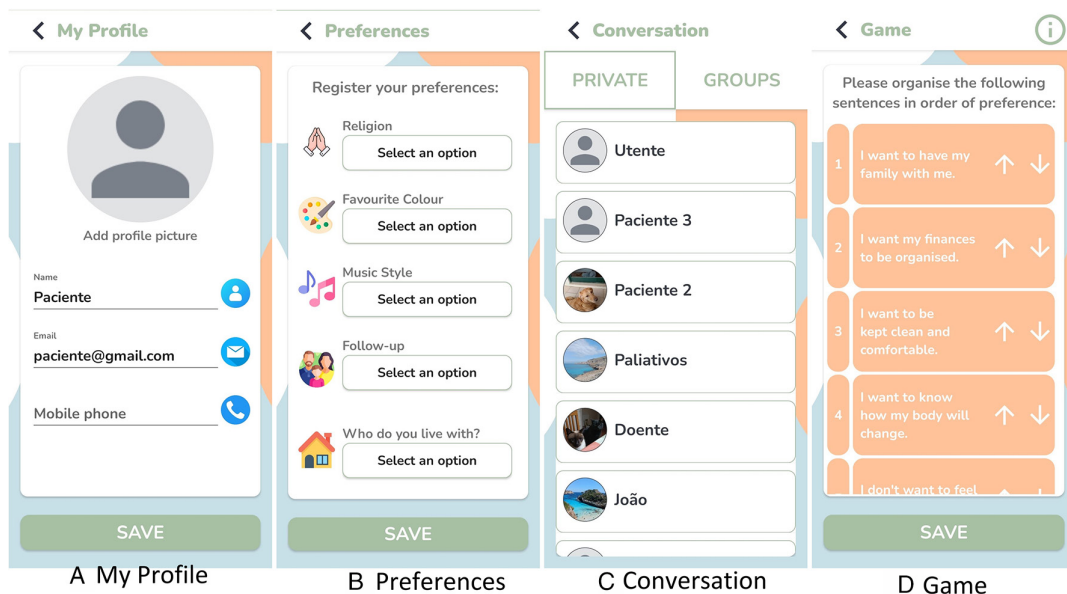 My Profile
Add profile picture
Name
Paciente
Email
paciente@gmail.com
Mobile phone
SAVE
A My Profile
Preferences
Register your preferences:
Religion
Select an option
Favourite Colour
Select an option
Music Style
Select an option
Follow-up
Select an option
Who do you live with?
Select an option
SAVE
B Preferences
Conversation
PRIVATE
GROUPS
Utente
Paciente 3
Paciente 2
Paliativos
Doente
João
C Conversation
Game
Please organise the following
sentences in order of preference:
1
I want to have my
family with me.
2
I want my finances
to be organised.
3
I want to be
kept clean and
comfortable.
4
I want to know
how my body will
change.
I don't want to feel
SAVE
D Game